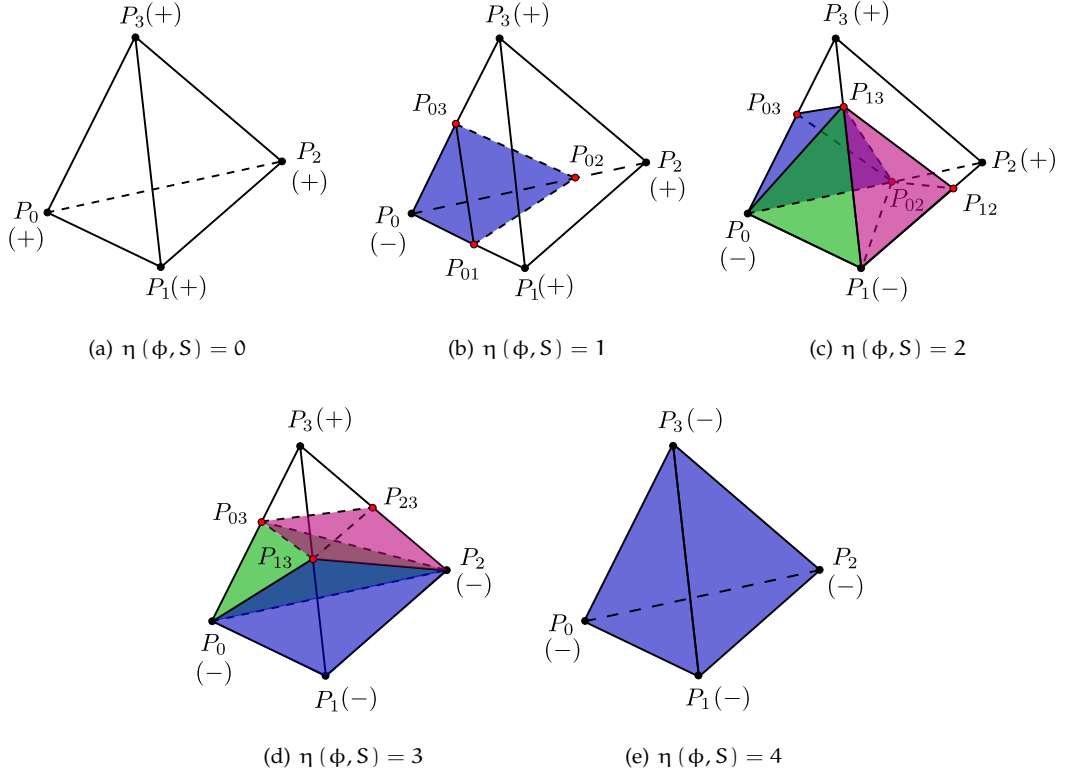 P₃(+)
P₂
(+)
P₀
(+)
P₁(+)
(a) η (ϕ, S) = 0
P₃(+)
P₀₃
P₀₂
P₂
(+)
P₀
(−)
P₀₁
P₁(+)
(b) η (ϕ, S) = 1
P₃(+)
P₁₃
P₀₃
P₂(+)
P₀₂
P₁₂
P₀
(−)
P₁(−)
(c) η (ϕ, S) = 2
P₃(+)
P₂₃
P₀₃
P₁₃
P₂
(−)
P₀
(−)
P₁(−)
(d) η (ϕ, S) = 3
P₃(−)
P₂
(−)
P₀
(−)
P₁(−)
(e) η (ϕ, S) = 4